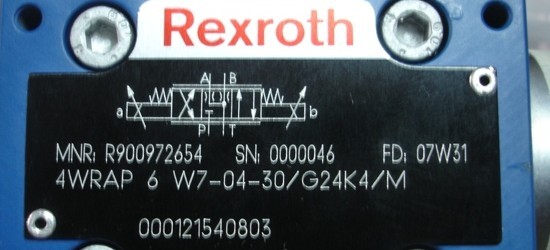 Rexroth
A B
a b
P T
MNR: R900972654 SN: 0000046 FD: 07W31
4WRAP 6 W7-04-30/G24K4/M
000121540803